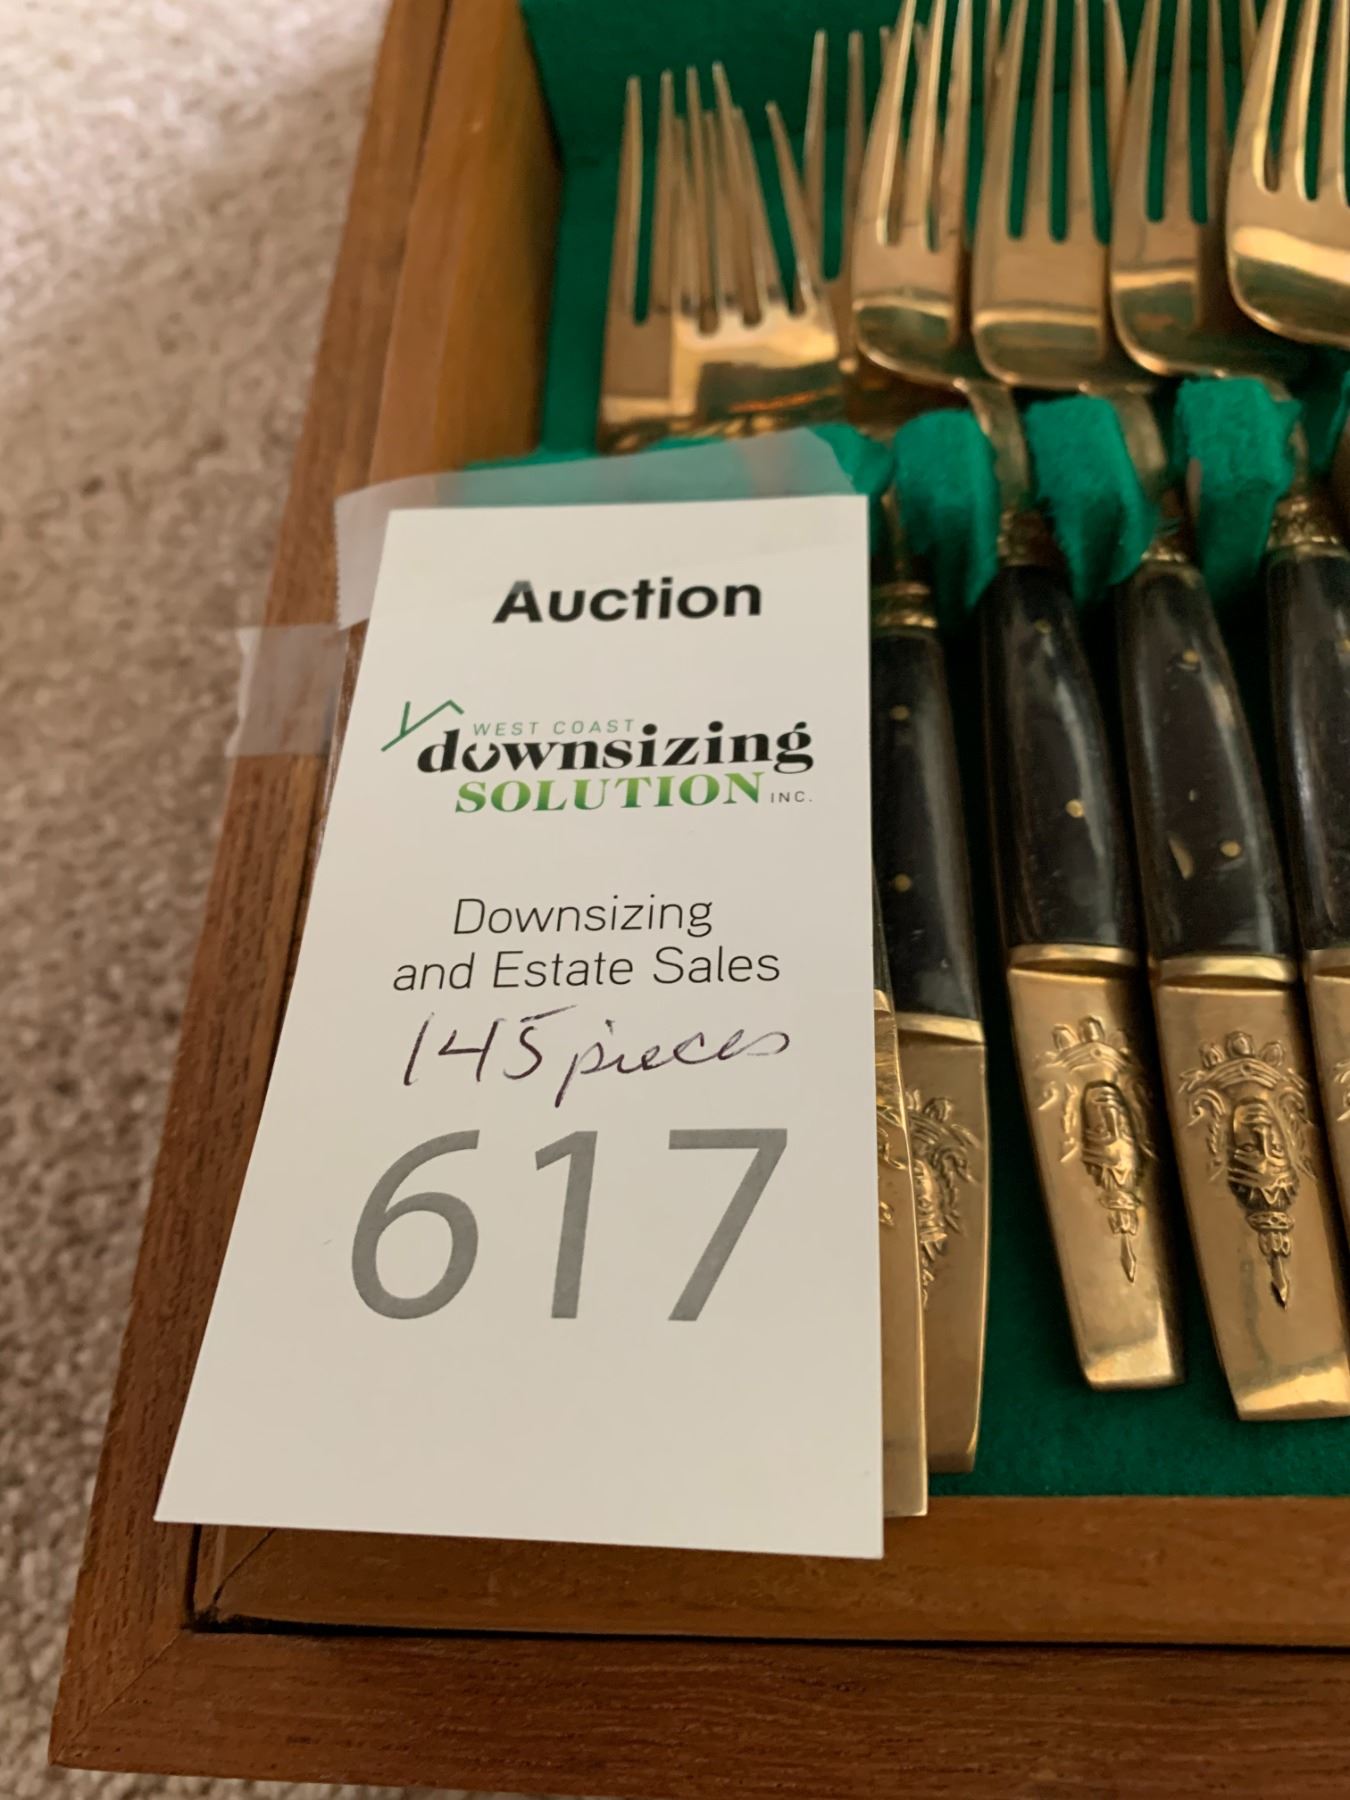 Auction
WEST COAST
downsizing
SOLUTION INC.
Downsizing
and Estate Sales
145 pieces
617